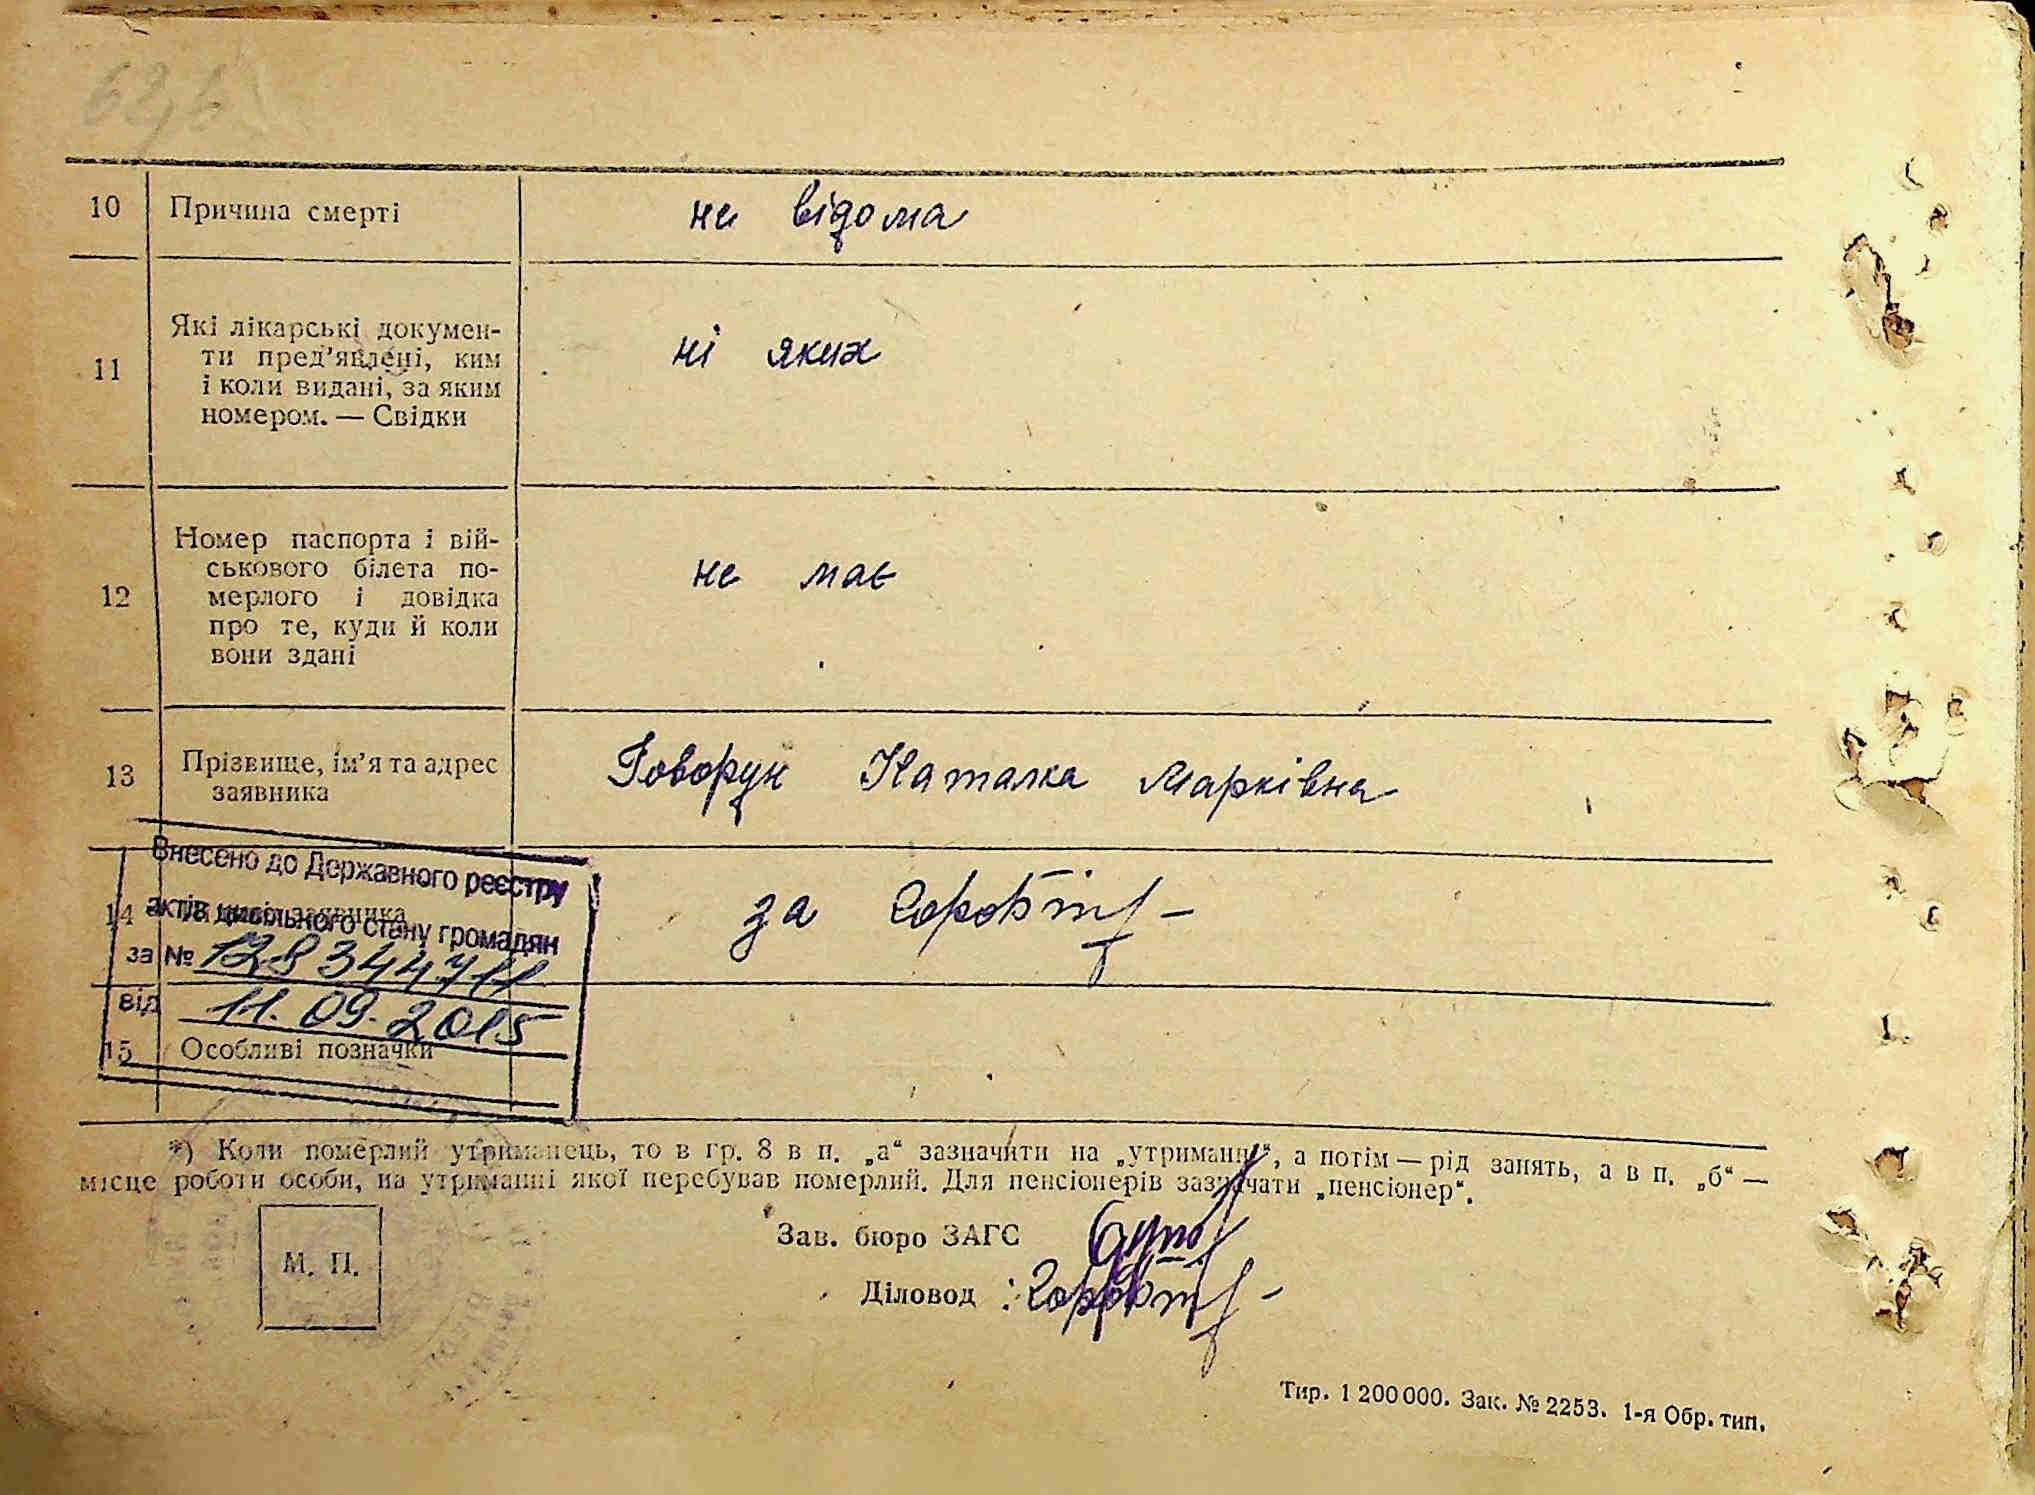 10 Причина смерті не відома
11 Які лікарські докумен-
ти пред'явлені, ким
і коли видані, за яким
номером. — Свідки
ні яких
12 Номер паспорта і вій-
ськового білета по-
мерлого і довідка
про те, куди й коли
вони здані
не має
13 Прізвище, ім'я та адрес
заявника
Говорун Наталка Марківна
Внесено до Державного реєстру
актів цивільного стану громадян
за № 12834471
від 11.09.2015
14 заявника
за
15 Особливі позначки
*) Коли померлий утриманець, то в гр. 8 в п. „а“ зазначити на „утриманні“, а потім — рід занять, а в п. „б“ —
місце роботи особи, на утриманні якої перебував померлий. Для пенсіонерів зазначати „пенсіонер“.
М. П.
Зав. бюро ЗАГС
Діловод :
Тир. 1 200 000. Зак. № 2253. 1-я Обр. тип.